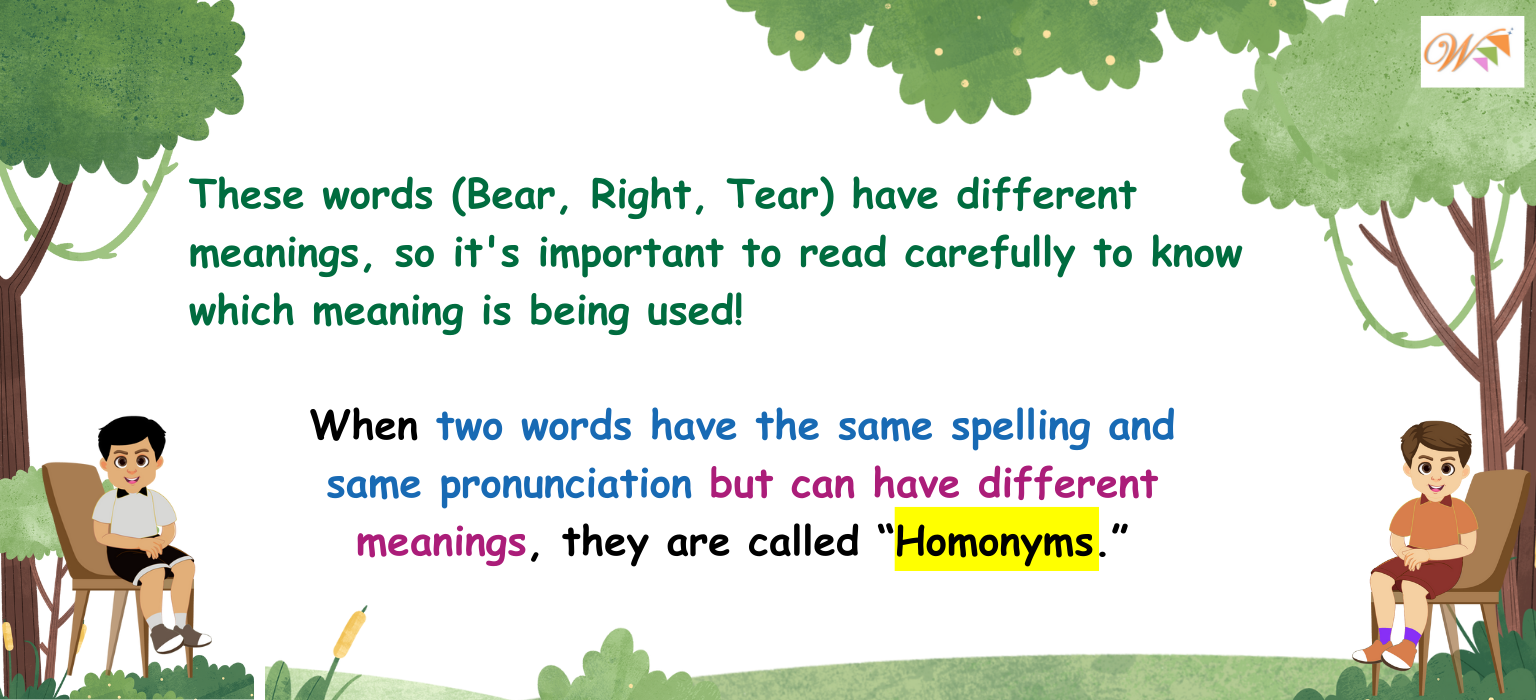 These words (Bear, Right, Tear) have different
meanings, so it's important to read carefully to know
which meaning is being used!
When two words have the same spelling and
same pronunciation but can have different
meanings, they are called “Homonyms.”